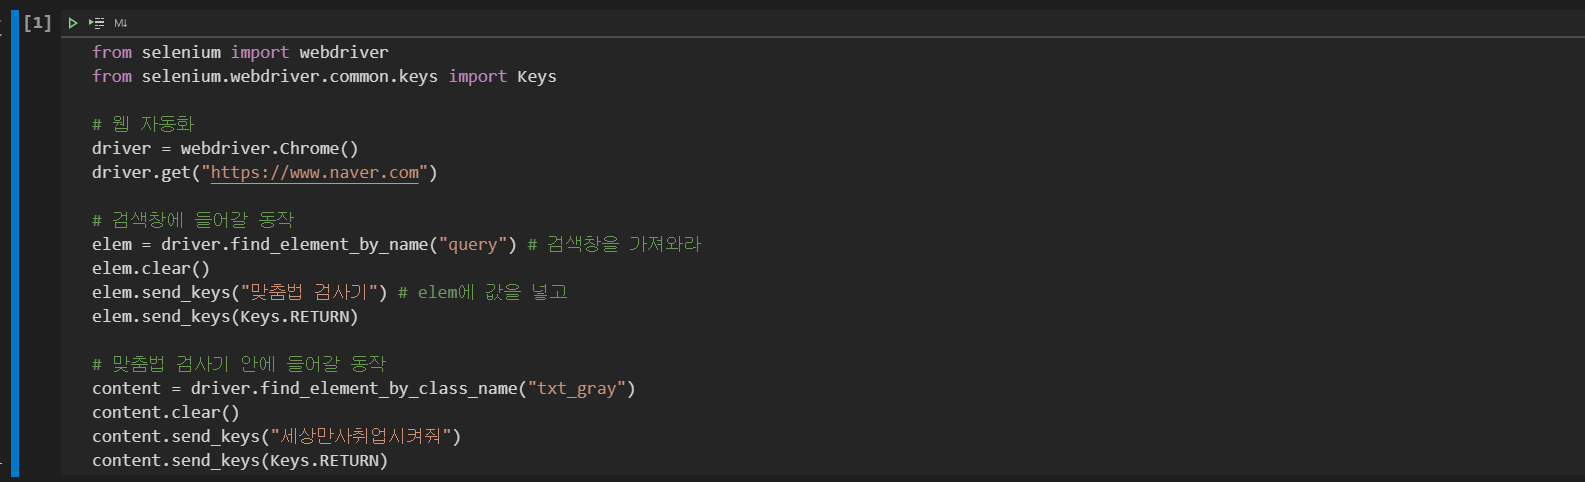 [1]
M↓
from selenium import webdriver
from selenium.webdriver.common.keys import Keys
# 웹 자동화
driver = webdriver.Chrome()
driver.get("https://www.naver.com")
# 검색창에 들어갈 동작
elem = driver.find_element_by_name("query") # 검색창을 가져와라
elem.clear()
elem.send_keys("맞춤법 검사기") # elem에 값을 넣고
elem.send_keys(Keys.RETURN)
# 맞춤법 검사기 안에 들어갈 동작
content = driver.find_element_by_class_name("txt_gray")
content.clear()
content.send_keys("세상만사취업시켜줘")
content.send_keys(Keys.RETURN)